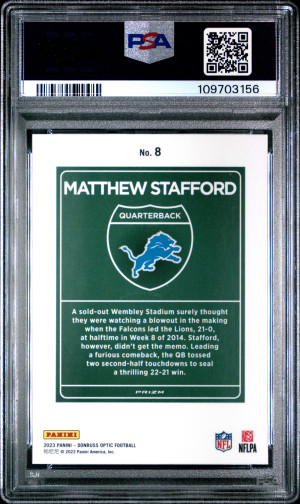 PSA
109703156
No. 8
MATTHEW STAFFORD
QUARTERBACK
A sold-out Wembley Stadium surely thought
they were watching a blowout in the making
when the Falcons led the Lions, 21-0,
at halftime in Week 8 of 2014. Stafford,
however, didn't get the memo. Leading
a furious comeback, the QB tossed
two second-half touchdowns to seal
a thrilling 22-21 win.
PRIZM
PANINI
2023 PANINI - DONRUSS OPTIC FOOTBALL
© 2023 Panini America, Inc.
NFL
NFLPA